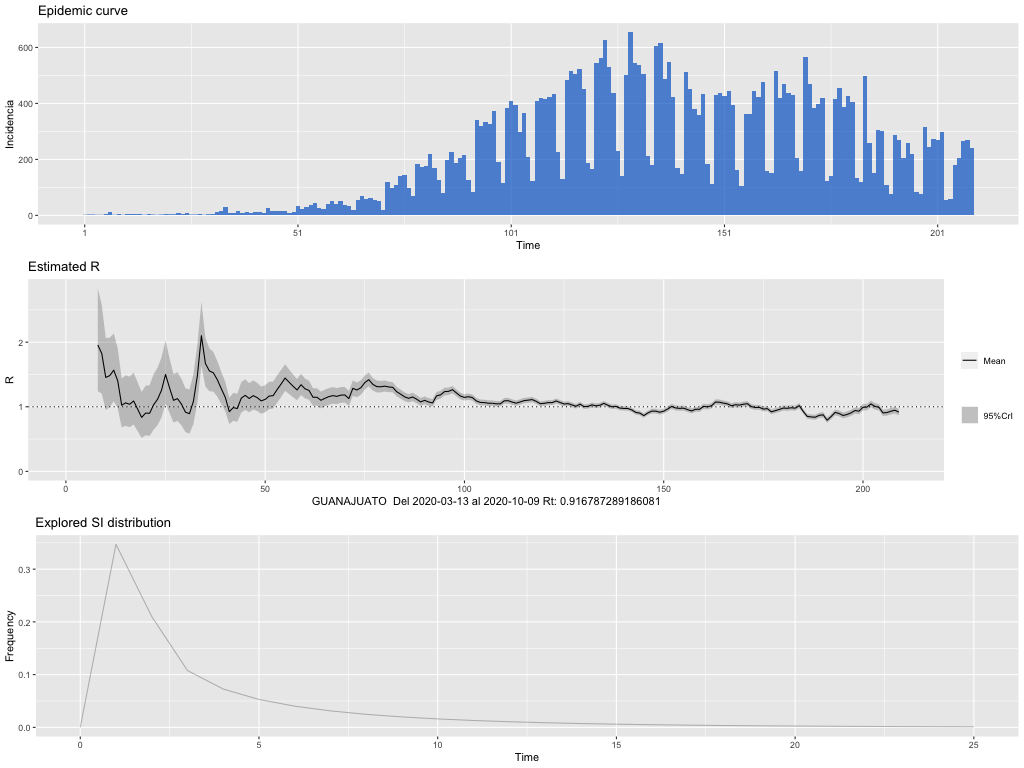 Epidemic curve
600
400
200
0
Incidencia
1 51 101 151 201
Time
Estimated R
2
1
0
R
Mean
95%CrI
0 50 100 150 200
GUANAJUATO Del 2020-03-13 al 2020-10-09 Rt: 0.916787289186081
Explored SI distribution
0.3
0.2
0.1
0.0
Frequency
0 5 10 15 20 25
Time